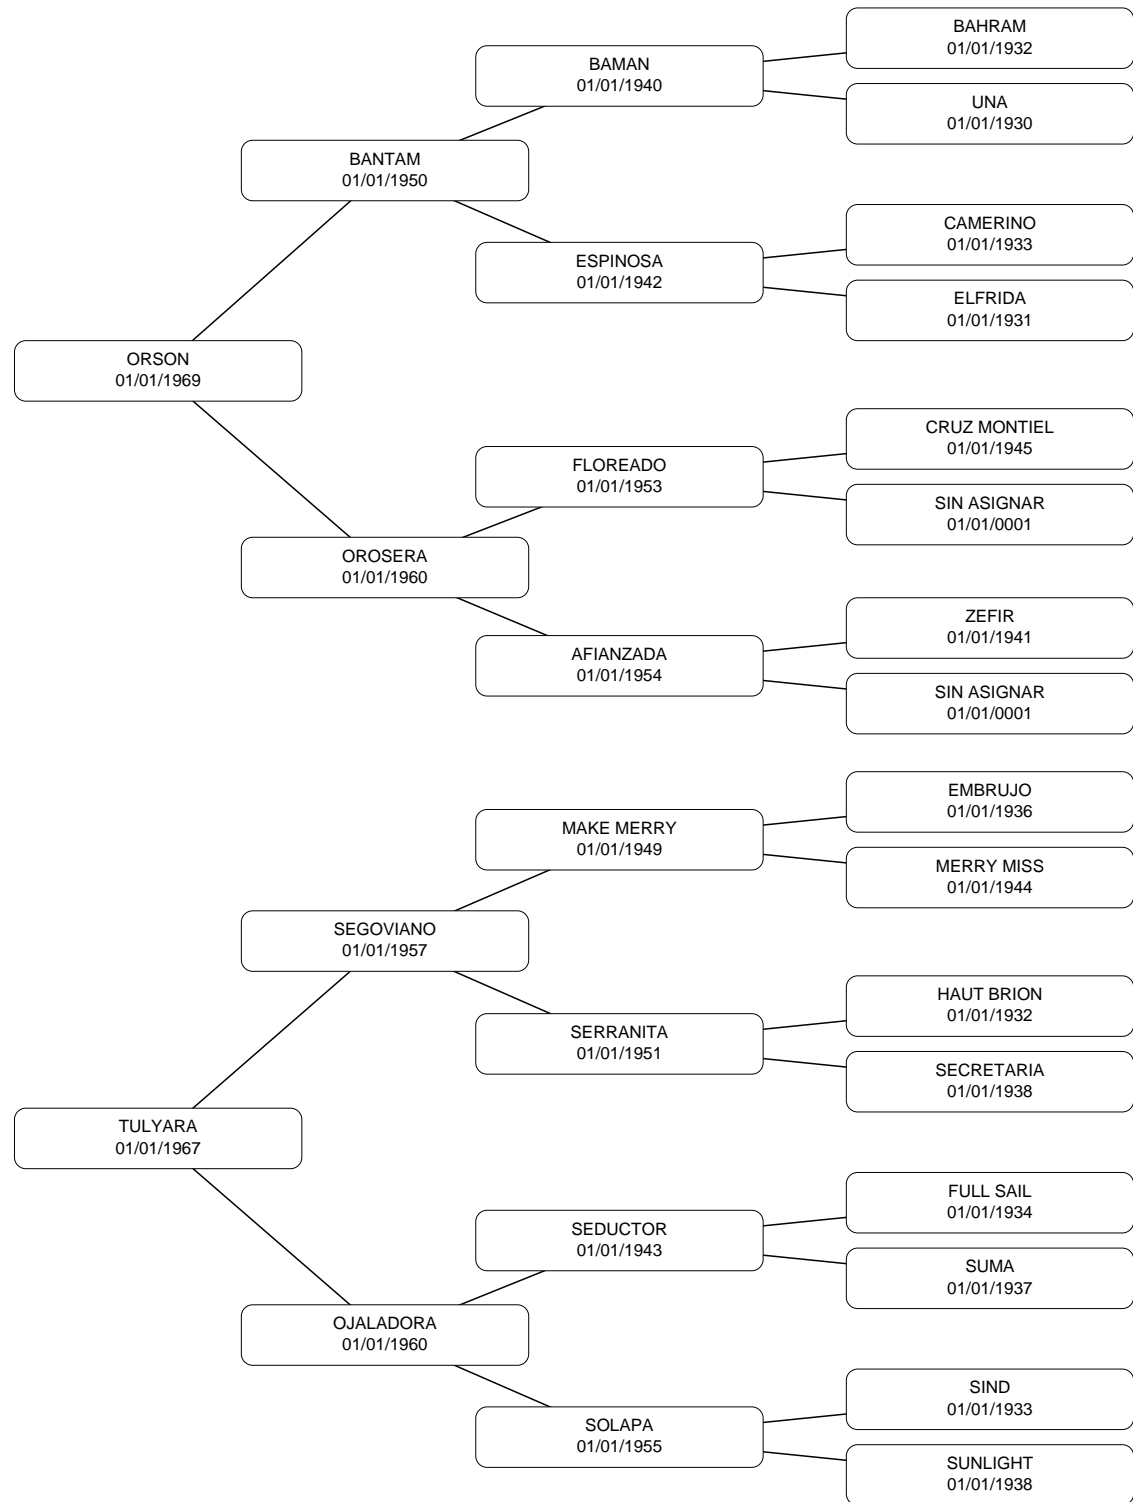 BAHRAM
01/01/1932
BAMAN
01/01/1940
UNA
01/01/1930
BANTAM
01/01/1950
CAMERINO
01/01/1933
ESPINOSA
01/01/1942
ELFRIDA
01/01/1931
ORSON
01/01/1969
CRUZ MONTIEL
01/01/1945
FLOREADO
01/01/1953
SIN ASIGNAR
01/01/0001
OROSERA
01/01/1960
ZEFIR
01/01/1941
AFIANZADA
01/01/1954
SIN ASIGNAR
01/01/0001
EMBRUJO
01/01/1936
MAKE MERRY
01/01/1949
MERRY MISS
01/01/1944
SEGOVIANO
01/01/1957
HAUT BRION
01/01/1932
SERRANITA
01/01/1951
SECRETARIA
01/01/1938
TULYARA
01/01/1967
FULL SAIL
01/01/1934
SEDUCTOR
01/01/1943
SUMA
01/01/1937
OJALADORA
01/01/1960
SIND
01/01/1933
SOLAPA
01/01/1955
SUNLIGHT
01/01/1938